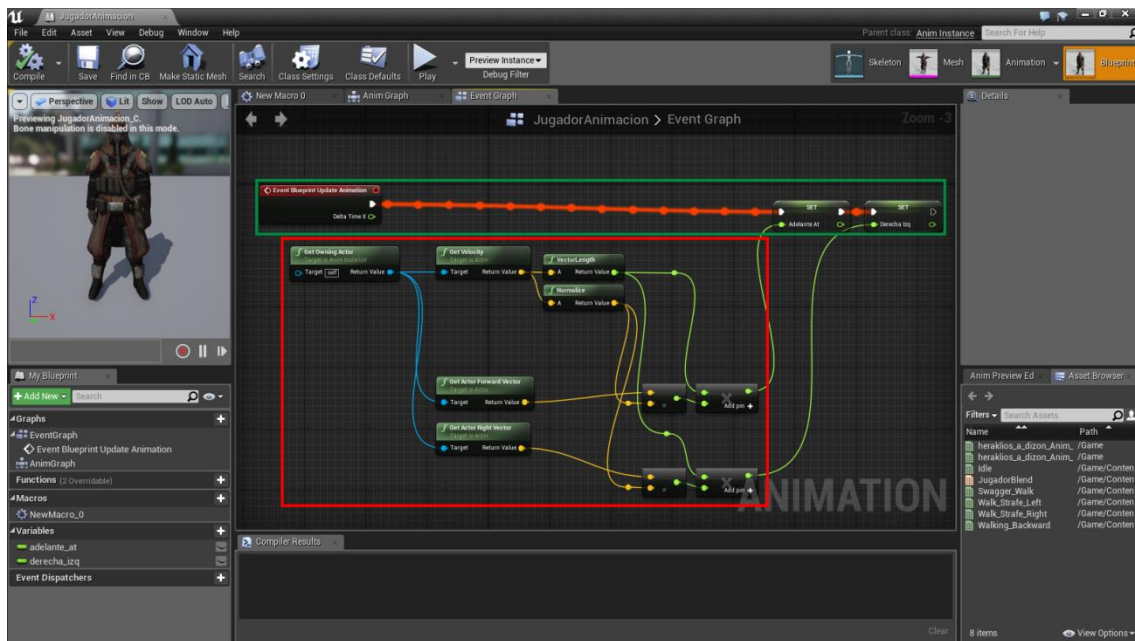 JugadorAnimacion
File Edit Asset View Debug Window Help
Parent class: Anim Instance Search For Help
Compile Save Find in CB Make Static Mesh Search Class Settings Class Defaults Play Preview Instance Debug Filter Skeleton Mesh Animation Blueprint
Perspective Lit Show LOD Auto
Previewing JugadorAnimacion_C.
Bone manipulation is disabled in this mode.
Z
X
New Macro 0 Anim Graph Event Graph
JugadorAnimacion > Event Graph Zoom -3
Event Blueprint Update Animation
Delta Time X
SET
Adelante At
SET
Derecha Izq
f Get Owning Actor
Target is Anim Instance
Target self Return Value
f Get Velocity
Target is Actor
Target Return Value
f VectorLength
A Return Value
f Normalize
A Return Value
f Get Actor Forward Vector
Target is Actor
Target Return Value
f Get Actor Right Vector
Target is Actor
Target Return Value
Add pin +
Add pin +
ANIMATION
Details
My Blueprint
+ Add New Search
Graphs
EventGraph
Event Blueprint Update Animation
AnimGraph
Functions (2 Overridable)
Macros
NewMacro_0
Variables
adelante_at
derecha_izq
Event Dispatchers
Compiler Results
Clear
Anim Preview Ed Asset Browser
Filters Search Assets
Name Path
heraklios_a_dizon_Anim_ /Game
heraklios_a_dizon_Anim_ /Game
Idle /Game/Conten
JugadorBlend /Game/Conten
Swagger_Walk /Game/Conten
Walk_Strafe_Left /Game/Conten
Walk_Strafe_Right /Game/Conten
Walking_Backward /Game/Conten
8 items View Options